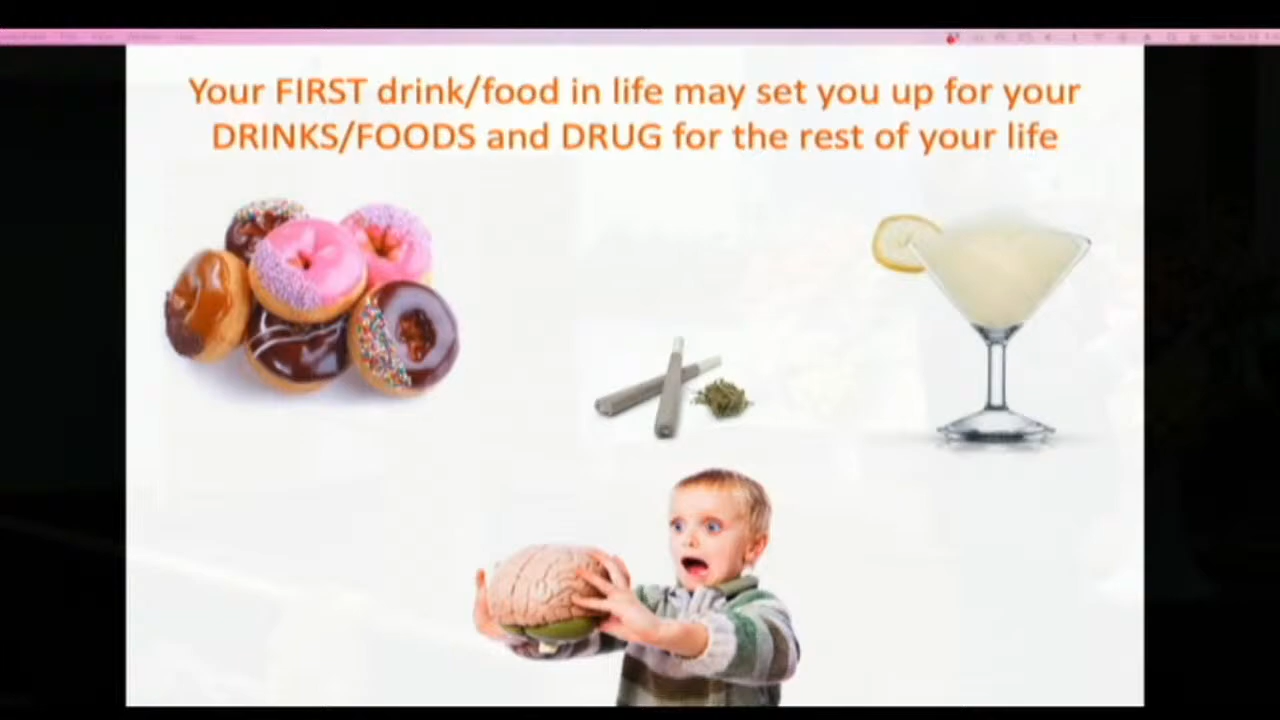 Your FIRST drink/food in life may set you up for your
DRINKS/FOODS and DRUG for the rest of your life